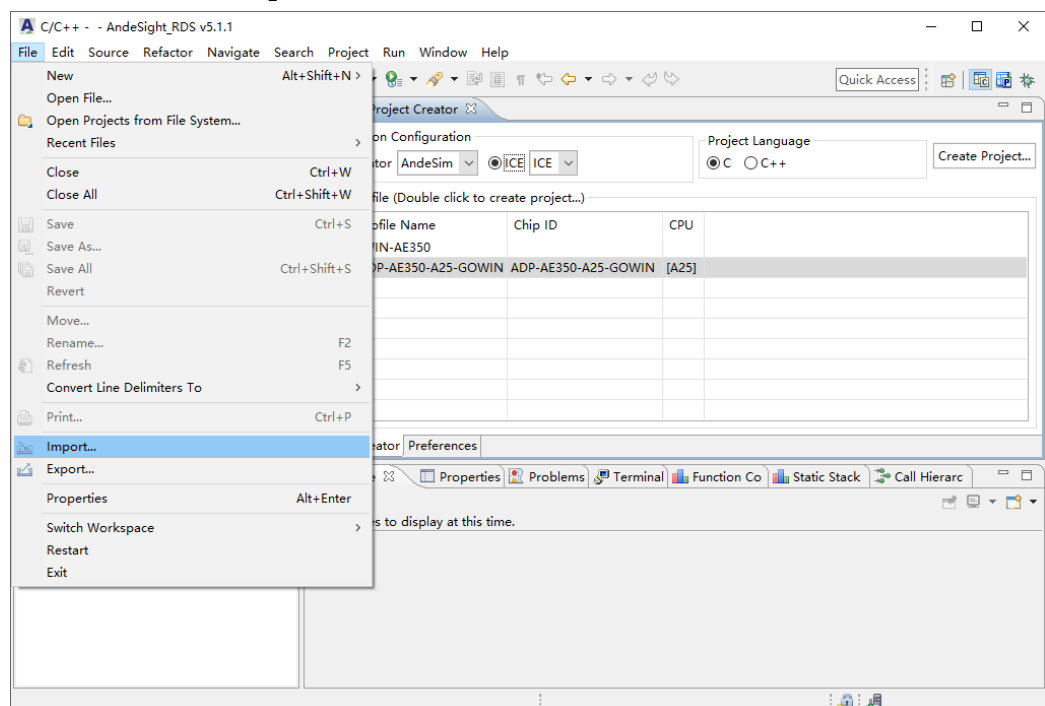 C/C++ - - AndeSight_RDS v5.1.1
File Edit Source Refactor Navigate Search Project Run Window Help
New Alt+Shift+N >
Open File...
Open Projects from File System...
Recent Files >
Close Ctrl+W
Close All Ctrl+Shift+W
Save Ctrl+S
Save As...
Save All Ctrl+Shift+S
Revert
Move...
Rename... F2
Refresh F5
Convert Line Delimiters To >
Print... Ctrl+P
Import...
Export...
Properties Alt+Enter
Switch Workspace >
Restart
Exit
Quick Access
Project Creator
on Configuration
tor AndeSim ICE ICE
Project Language
C C++
Create Project...
file (Double click to create project...)
ofile Name Chip ID CPU
IN-AE350
DP-AE350-A25-GOWIN ADP-AE350-A25-GOWIN [A25]
eator Preferences
Properties Problems Terminal Function Co Static Stack Call Hierarc
es to display at this time.